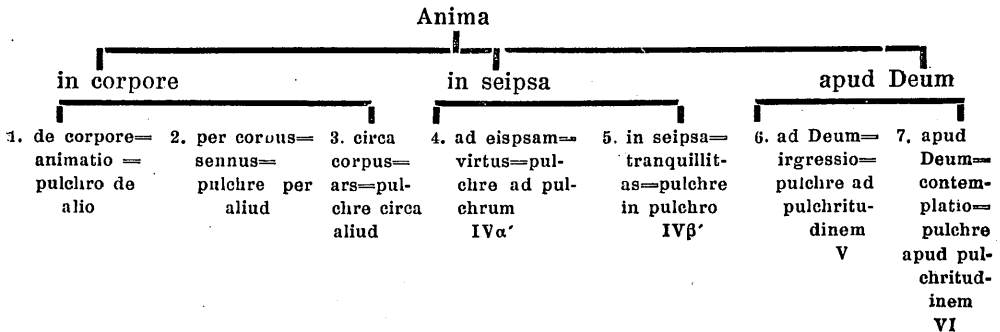 Anima
in corpore
in seipsa
apud Deum
1. de corpore=
animatio =
pulchro de
alio
2. per corpus=
sennus=
pulchre per
aliud
3. circa
corpus=
ars=pul-
chre circa
aliud
4. ad eispsam=
virtus=pul-
chre ad pul-
chrum
IVα′
5. in seipsa=
tranquillit-
as=pulchre
in pulchro
IVβ′
6. ad Deum=
irgressio=
pulchre ad
pulchritu-
dinem
V
7. apud
Deum=
contem-
platio=
pulchre
apud pul-
chritud-
inem
VI